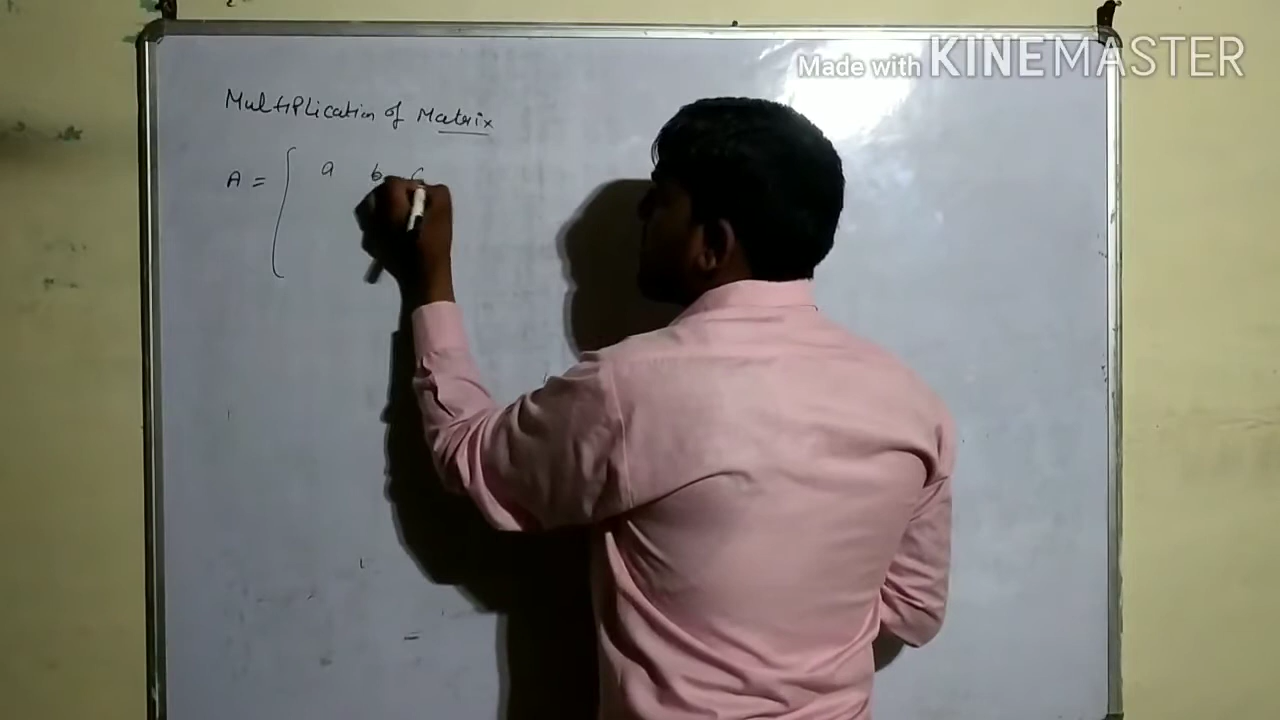 Made with KINEMASTER
Multiplication of Matrix
A = [ a b c